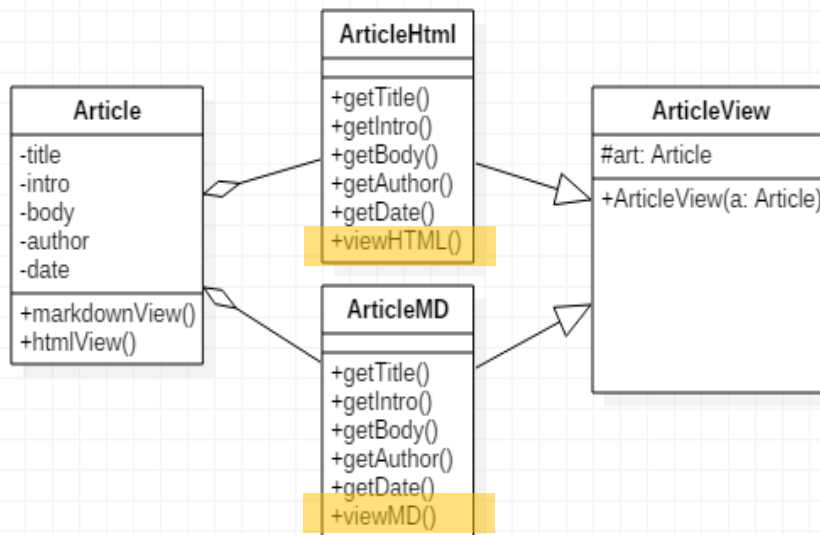 Article
-title
-intro
-body
-author
-date
+markdownView()
+htmlView()
ArticleHtml
+getTitle()
+getIntro()
+getBody()
+getAuthor()
+getDate()
+viewHTML()
ArticleMD
+getTitle()
+getIntro()
+getBody()
+getAuthor()
+getDate()
+viewMD()
ArticleView
#art: Article
+ArticleView(a: Article)